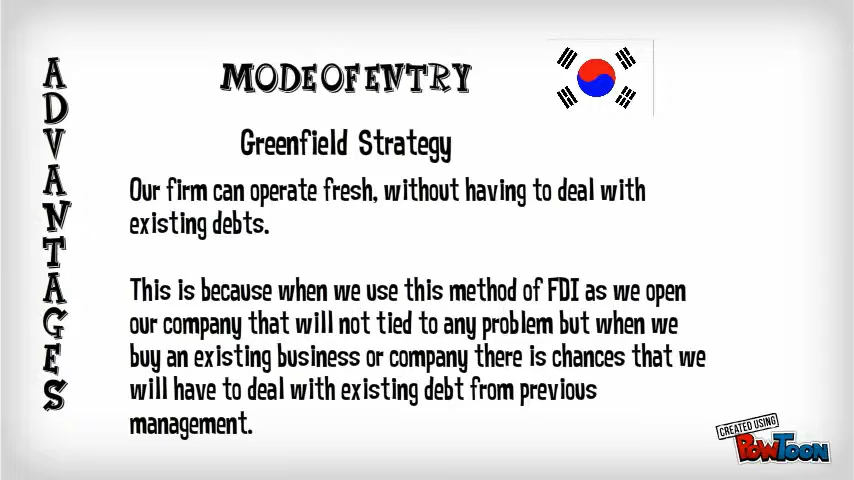 ADVANTAGES
MODE OF ENTRY
Greenfield Strategy
Our firm can operate fresh, without having to deal with
existing debts.
This is because when we use this method of FDI as we open
our company that will not tied to any problem but when we
buy an existing business or company there is chances that we
will have to deal with existing debt from previous
management.
CREATED USING
POWTOON